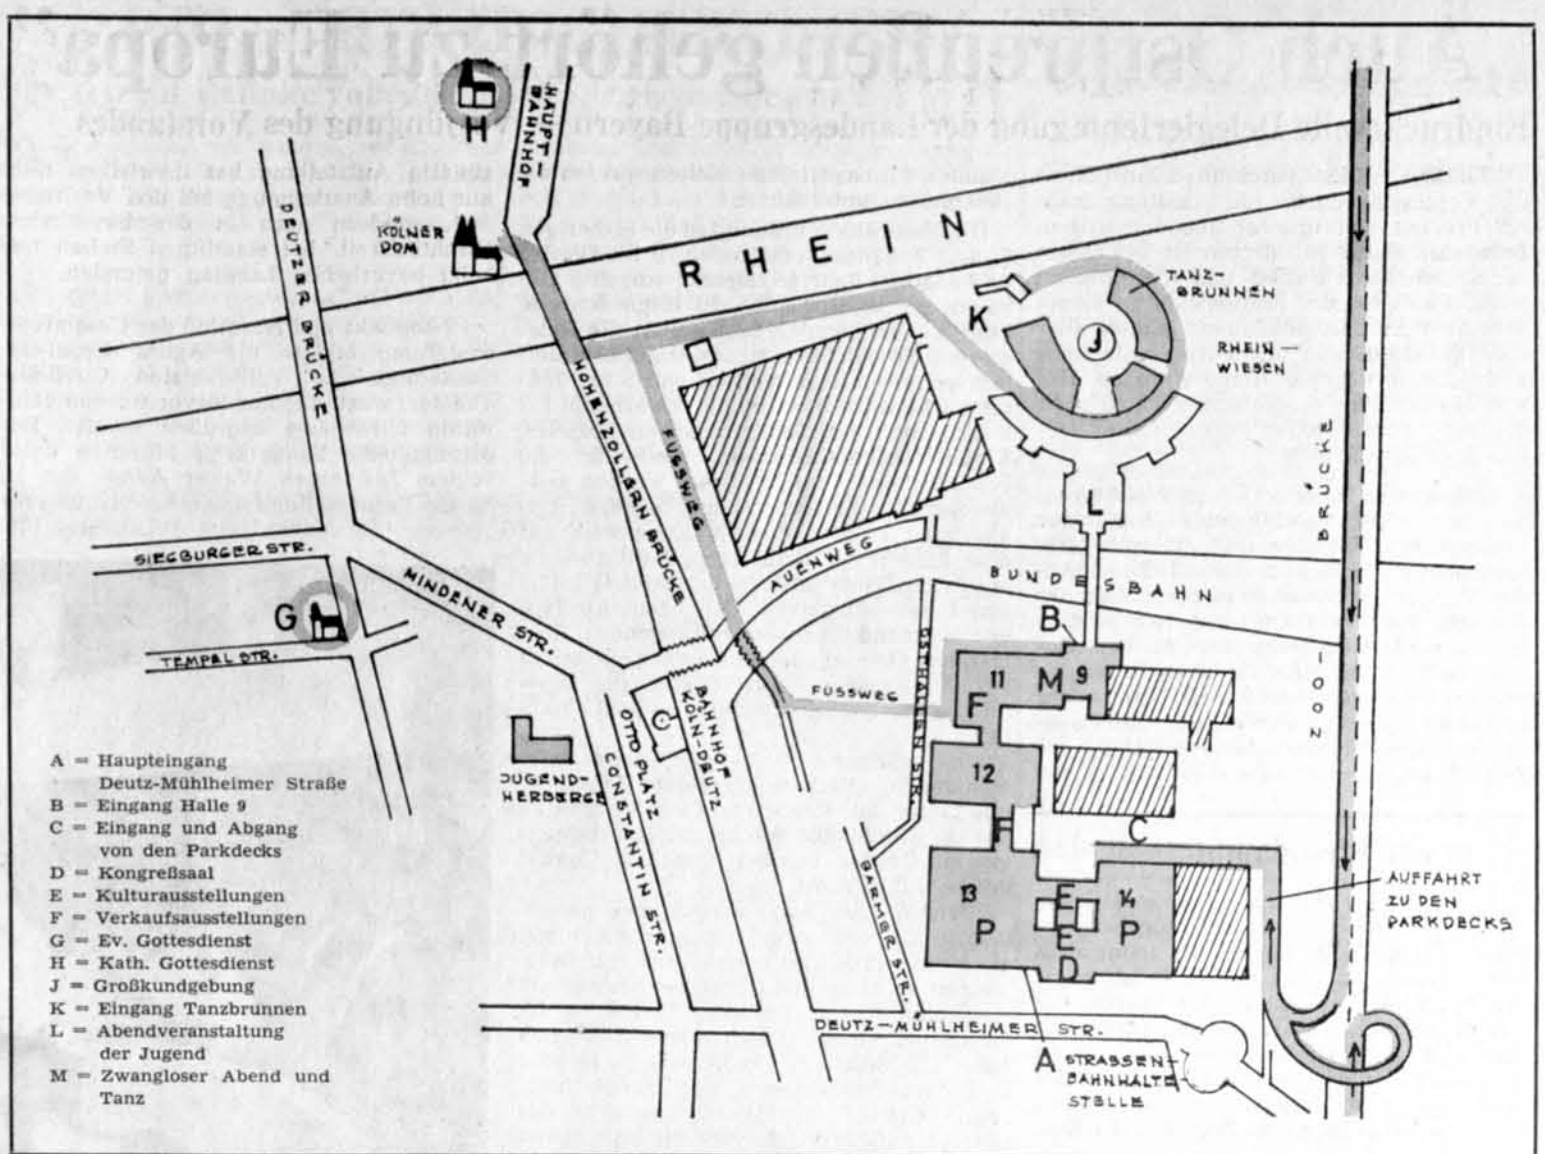 HAUPT-
BAHNHOF
H
KÖLNER
DOM
DEUTZER BRÜCKE
RHEIN
TANZ-
BRUNNEN
K
J
RHEIN-
WIESEN
HOHENZOLLERN BRÜCKE
FUSSWEG
BRÜCKE
L
SIEGBURGER STR.
MINDENER STR.
AUENWEG
BUNDESBAHN
G
TEMPAL STR.
B
OSTHALLEN STR.
11
M
9
F
FUSSWEG
ZOO-
BAHNHOF
KÖLN-DEUTZ
OTTO PLATZ
CONSTANTIN STR.
JUGEND-
HERBERGE
12
H
C
BARMER STR.
13
E
14
P
E
P
D
AUFFAHRT
ZU DEN
PARKDECKS
DEUTZ-MÜHLHEIMER STR.
A
STRASSEN-
BAHNHALTE
STELLE
A = Haupteingang
Deutz-Mühlheimer Straße
B = Eingang Halle 9
C = Eingang und Abgang
von den Parkdecks
D = Kongreßsaal
E = Kulturausstellungen
F = Verkaufsausstellungen
G = Ev. Gottesdienst
H = Kath. Gottesdienst
J = Großkundgebung
K = Eingang Tanzbrunnen
L = Abendveranstaltung
der Jugend
M = Zwangloser Abend und
Tanz